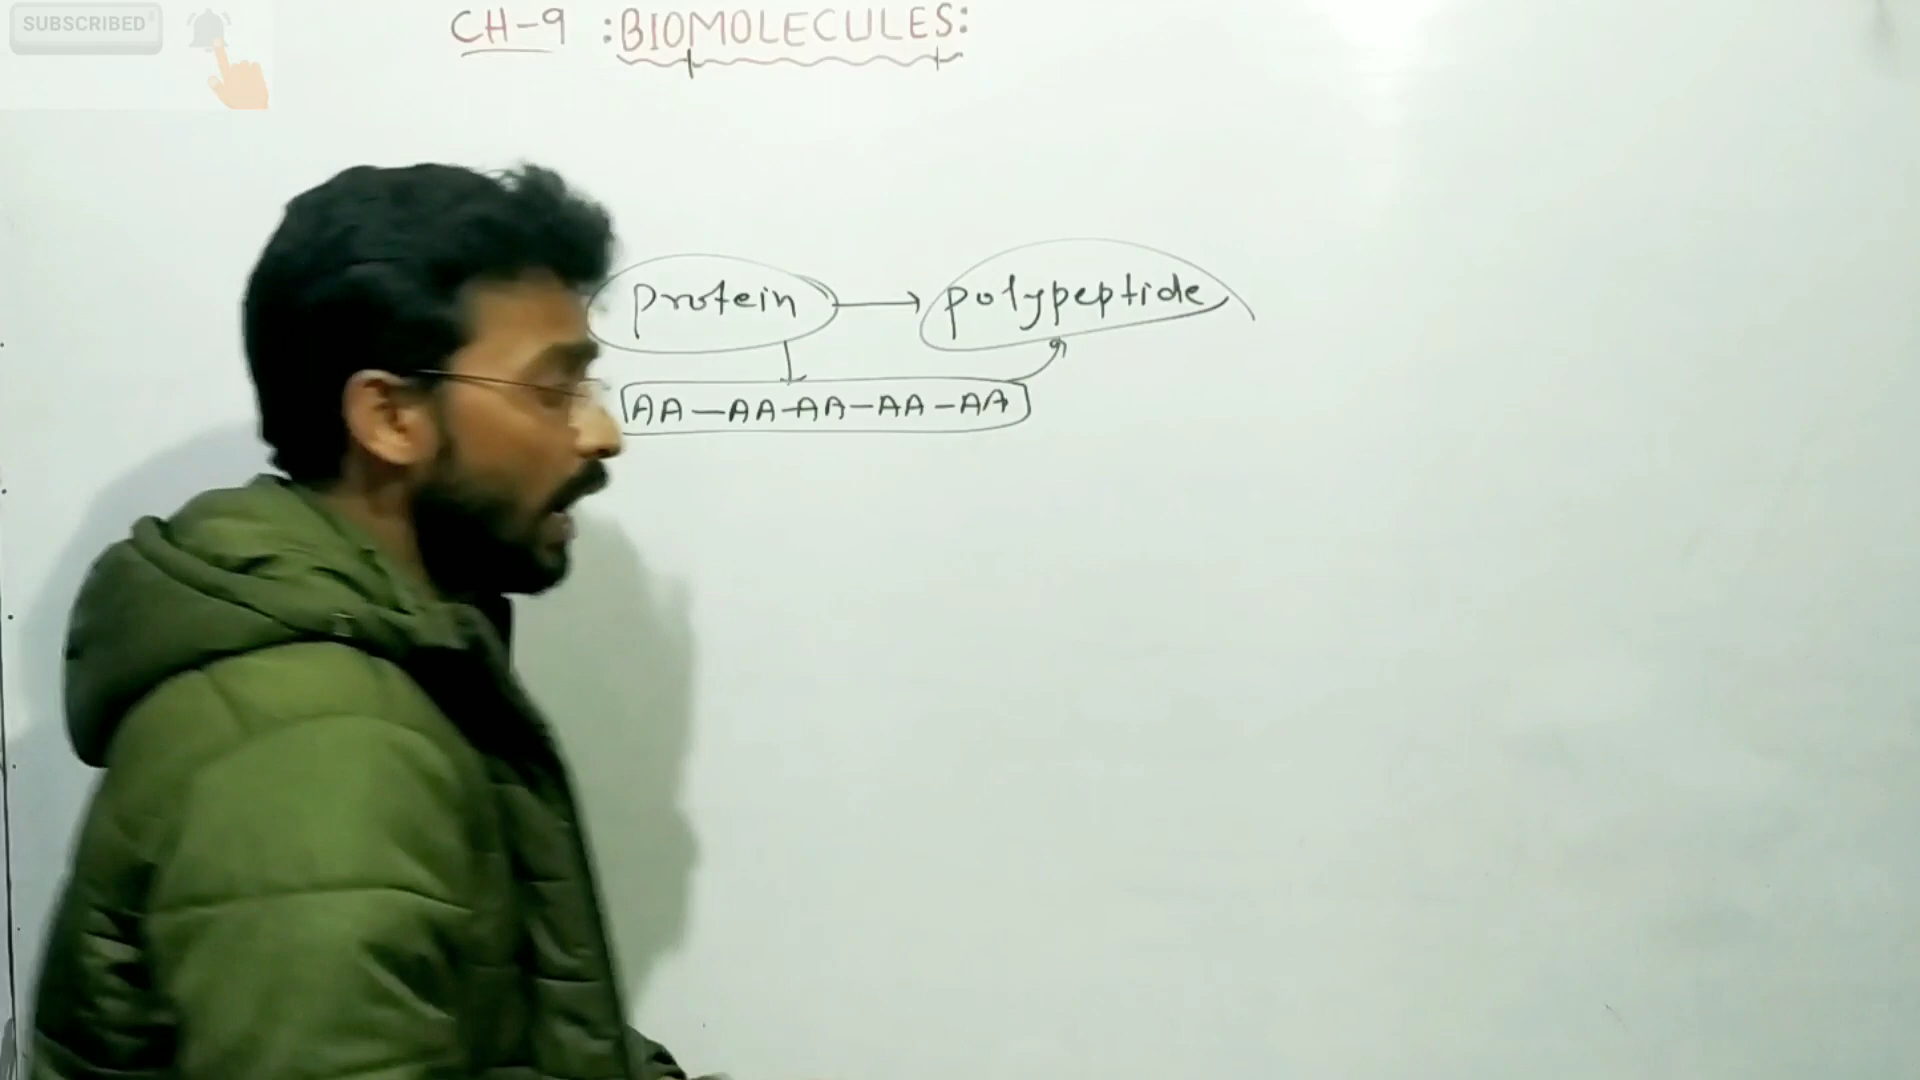 SUBSCRIBED
CH-9 :BIOMOLECULES:
protein → polypeptide
AA-AA-AA-AA-AA